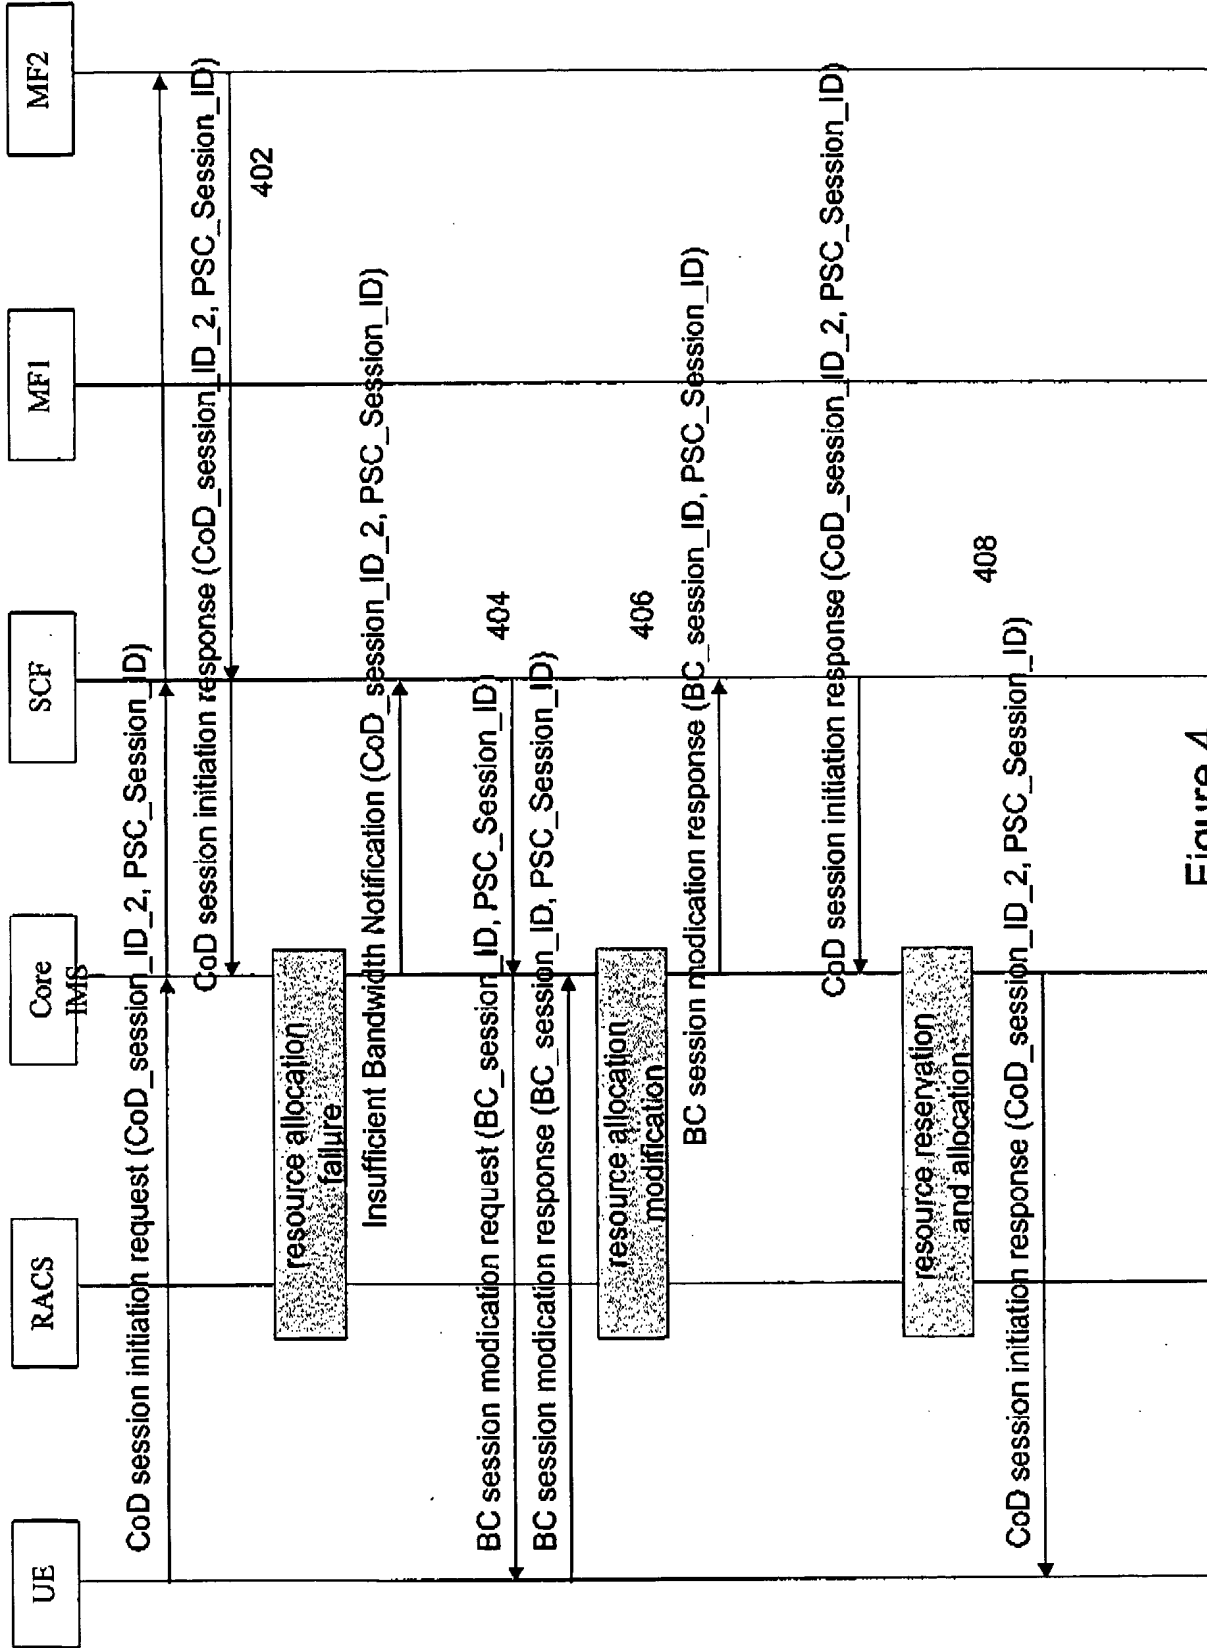 UE
RACS
Core
IMS
SCF
MF1
MF2
CoD session initiation request (CoD_session_ID_2, PSC_Session_ID)
CoD session initiation response (CoD_session_ID_2, PSC_Session_ID)
402
resource allocation
failure
Insufficient Bandwidth Notification (CoD_session_ID_2, PSC_Session_ID)
404
BC session modication request (BC_session_ID, PSC_Session_ID)
BC session modication response (BC_session_ID, PSC_Session_ID)
resource allocation
modification
406
BC session modication response (BC_session_ID, PSC_Session_ID)
CoD session initiation response (CoD_session_ID_2, PSC_Session_ID)
resource reservation
and allocation
408
CoD session initiation response (CoD_session_ID_2, PSC_Session_ID)
Figure 4